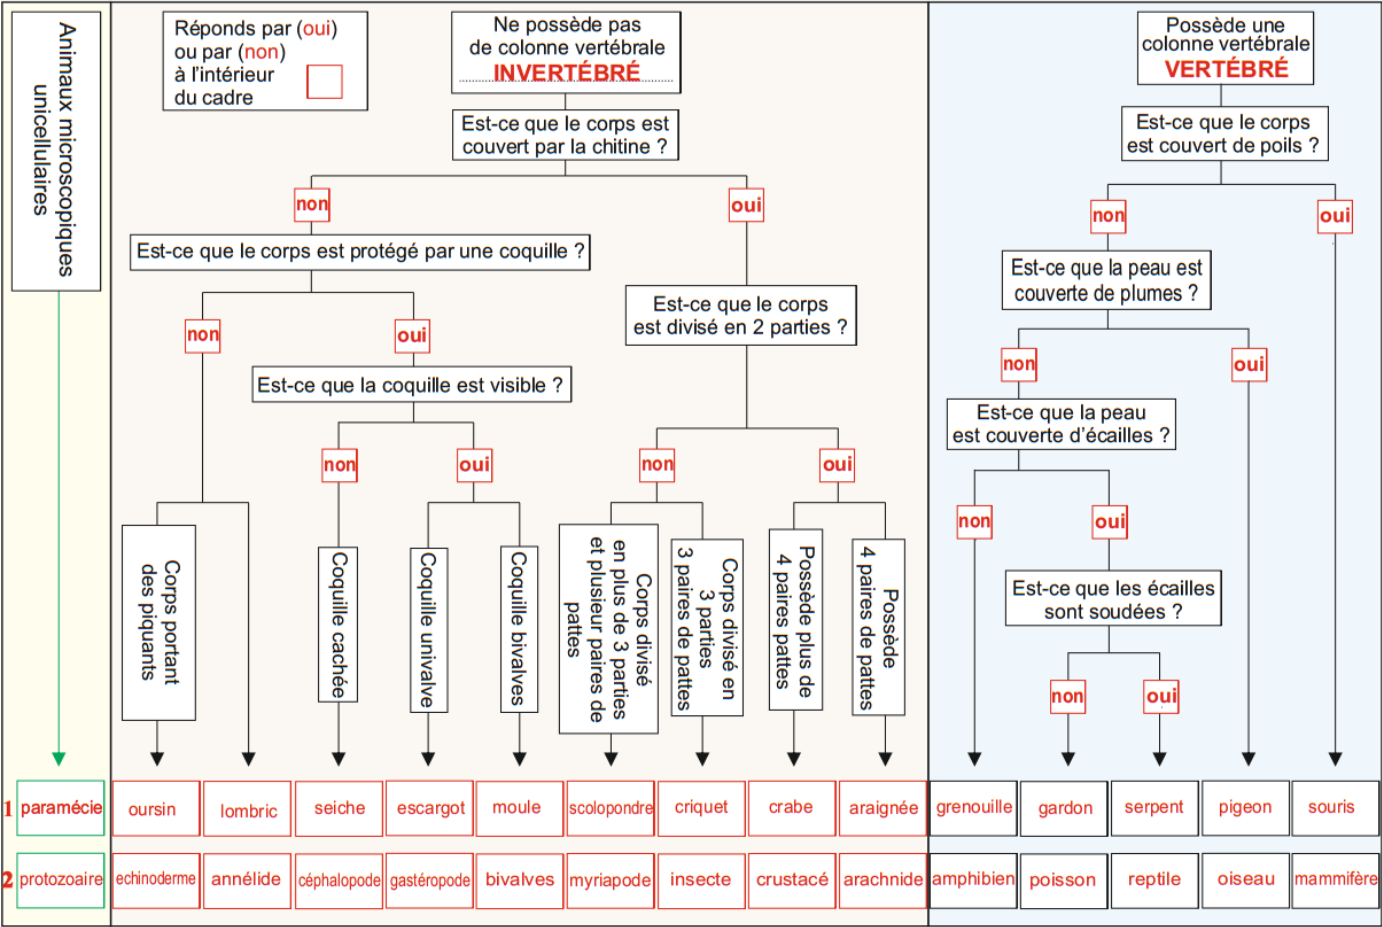 Animaux microscopiques
unicellulaires
Réponds par (oui)
ou par (non)
à l'intérieur
du cadre
Ne possède pas
de colonne vertébrale
INVERTÉBRÉ
Possède une
colonne vertébrale
VERTÉBRÉ
Est-ce que le corps est
couvert par la chitine ?
Est-ce que le corps
est couvert de poils ?
non
oui
non
oui
Est-ce que le corps est protégé par une coquille ?
Est-ce que la peau est
couverte de plumes ?
Est-ce que le corps
est divisé en 2 parties ?
non
oui
non
oui
Est-ce que la coquille est visible ?
Est-ce que la peau
est couverte d'écailles ?
non
oui
non
oui
non
oui
Est-ce que les écailles
sont soudées ?
non
oui
Corps portant
des piquants
Coquille cachée
Coquille univalve
Coquille bivalves
Corps divisé
en plus de 3 parties
et plusieur paires de
pattes
Corps divisé en
3 parties
3 paires de pattes
Possède plus de
4 paires pattes
Possède
4 paires de pattes
1 paramécie oursin lombric seiche escargot moule scolopondre criquet crabe araignée grenouille gardon serpent pigeon souris
2 protozoaire echinoderme annélide céphalopode gastéropode bivalves myriapode insecte crustacé arachnide amphibien poisson reptile oiseau mammifère